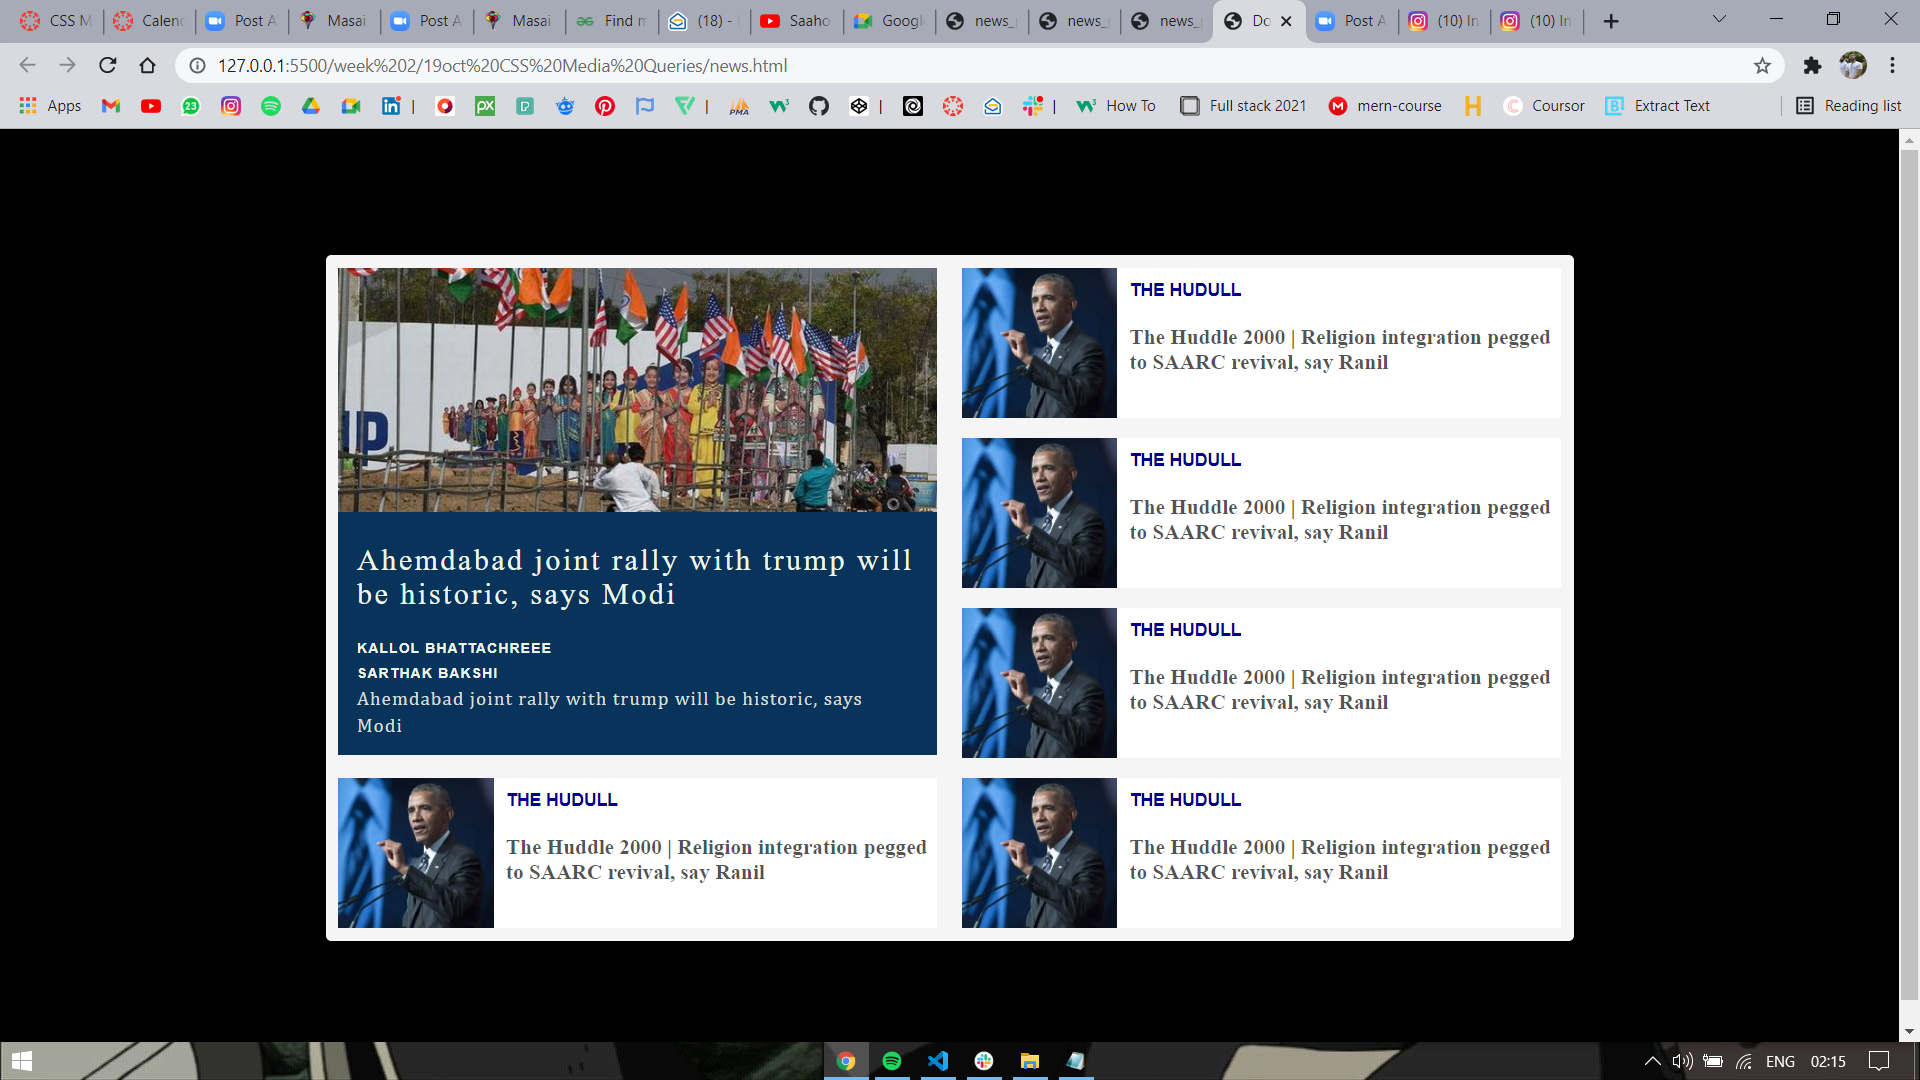 CSS M
Calenc
Post A
Masai
Post A
Masai
Find m
(18) -
Saaho
Google
news_
news_
news_
Do
Post A
(10) In
(10) In
127.0.0.1:5500/week%202/19oct%20CSS%20Media%20Queries/news.html
Apps
How To
Full stack 2021
mern-course
Coursor
Extract Text
Reading list
Ahemdabad joint rally with trump will
be historic, says Modi
KALLOL BHATTACHREEE
SARTHAK BAKSHI
Ahemdabad joint rally with trump will be historic, says
Modi
THE HUDULL
The Huddle 2000 | Religion integration pegged
to SAARC revival, say Ranil
THE HUDULL
The Huddle 2000 | Religion integration pegged
to SAARC revival, say Ranil
THE HUDULL
The Huddle 2000 | Religion integration pegged
to SAARC revival, say Ranil
THE HUDULL
The Huddle 2000 | Religion integration pegged
to SAARC revival, say Ranil
THE HUDULL
The Huddle 2000 | Religion integration pegged
to SAARC revival, say Ranil
ENG
02:15